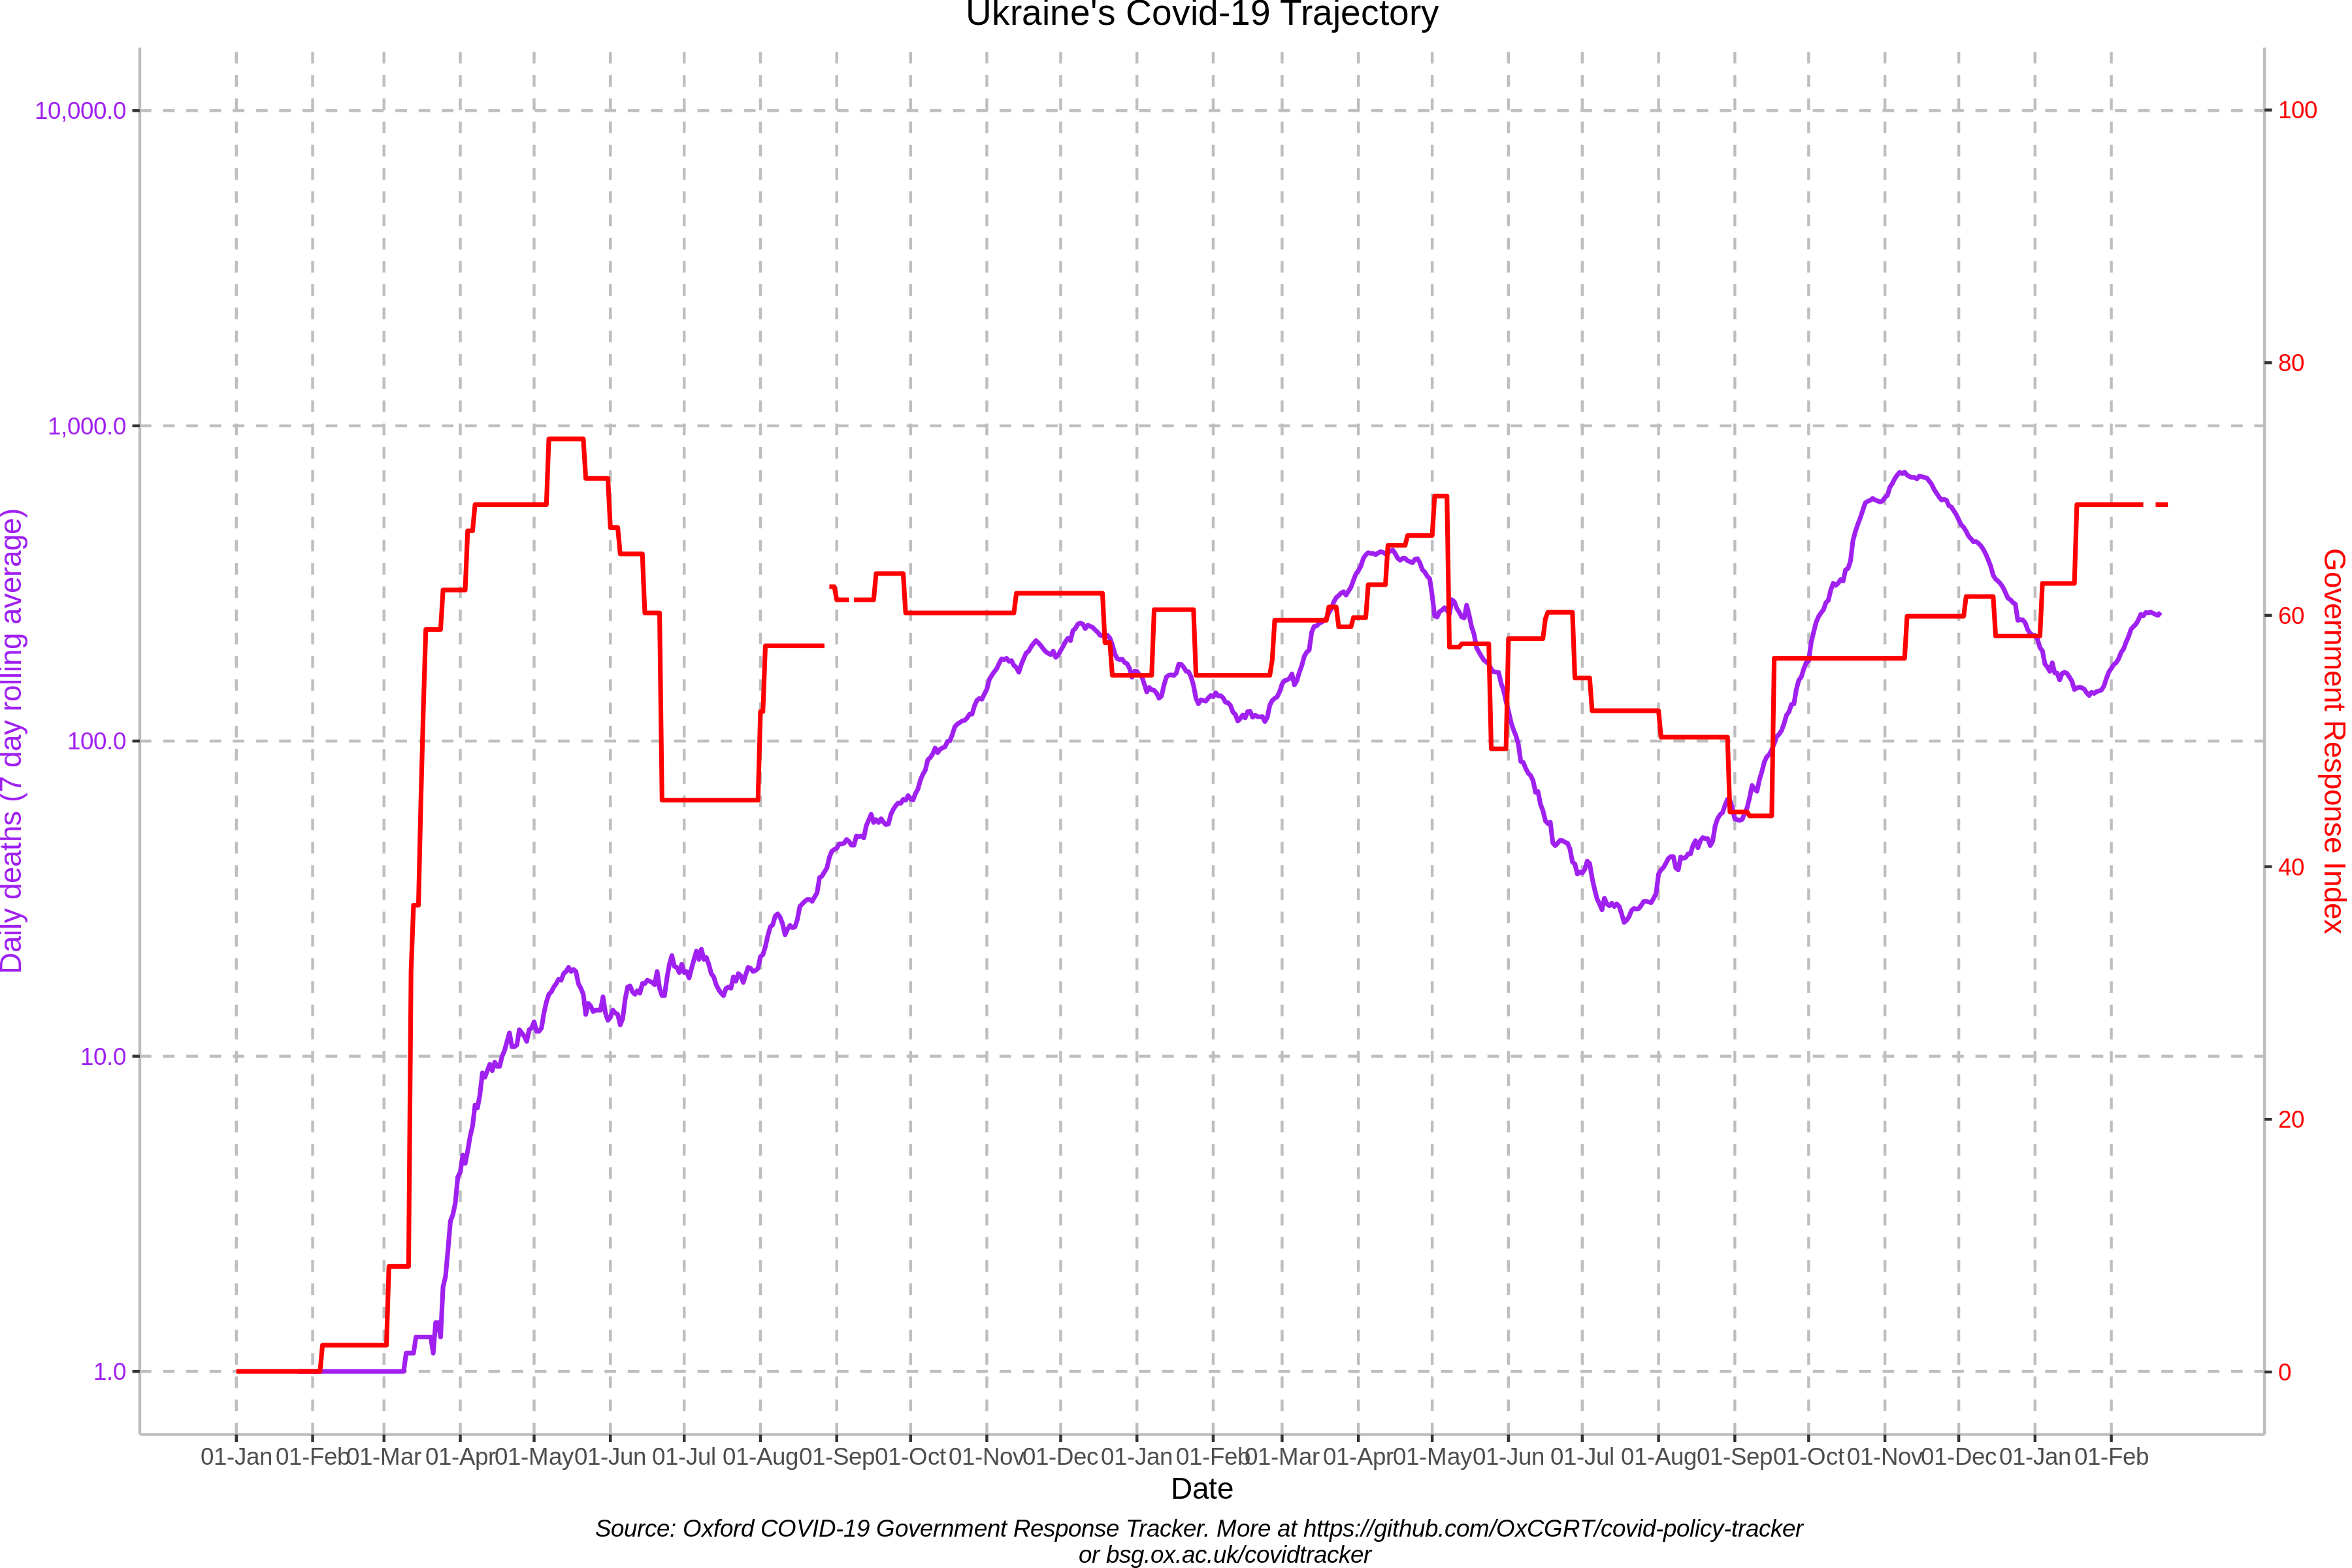 Ukraine's Covid-19 Trajectory
10,000.0
1,000.0
100.0
10.0
1.0
Daily deaths (7 day rolling average)
100
80
60
40
20
0
Government Response Index
01-Jan 01-Feb 01-Mar 01-Apr 01-May 01-Jun 01-Jul 01-Aug 01-Sep 01-Oct 01-Nov 01-Dec 01-Jan 01-Feb 01-Mar 01-Apr 01-May 01-Jun 01-Jul 01-Aug 01-Sep 01-Oct 01-Nov 01-Dec 01-Jan 01-Feb
Date
Source: Oxford COVID-19 Government Response Tracker. More at https://github.com/OxCGRT/covid-policy-tracker
or bsg.ox.ac.uk/covidtracker